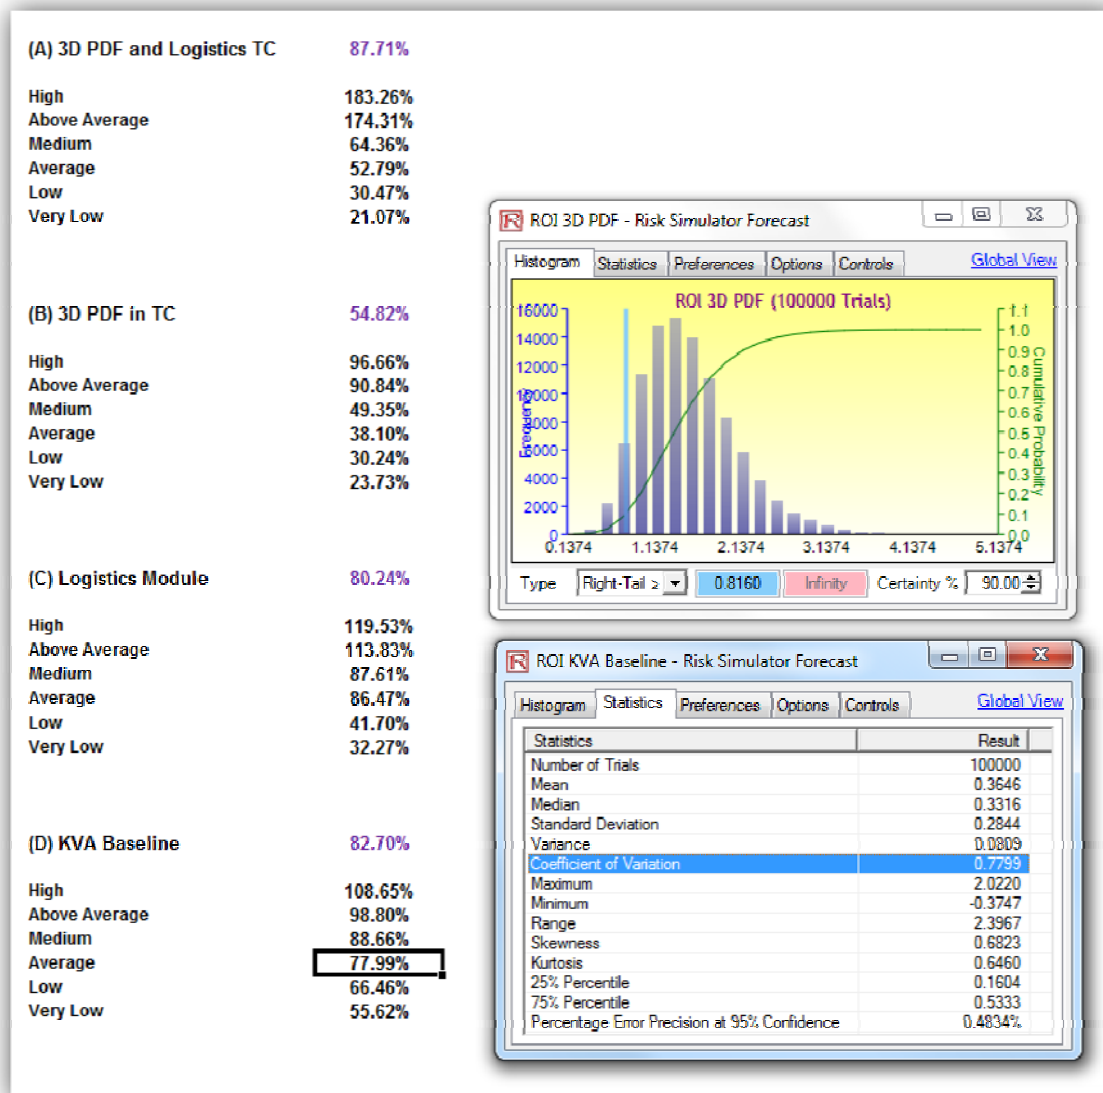 (A) 3D PDF and Logistics TC 87.71%
High 183.26%
Above Average 174.31%
Medium 64.36%
Average 52.79%
Low 30.47%
Very Low 21.07%
(B) 3D PDF in TC 54.82%
High 96.66%
Above Average 90.84%
Medium 49.35%
Average 38.10%
Low 30.24%
Very Low 23.73%
(C) Logistics Module 80.24%
High 119.53%
Above Average 113.83%
Medium 87.61%
Average 86.47%
Low 41.70%
Very Low 32.27%
(D) KVA Baseline 82.70%
High 108.65%
Above Average 98.80%
Medium 88.66%
Average 77.99%
Low 66.46%
Very Low 55.62%
R ROI 3D PDF - Risk Simulator Forecast
Histogram Statistics Preferences Options Controls Global View
ROI 3D PDF (100000 Trials)
16000
14000
12000
10000
8000
6000
4000
2000
0
Frequency
1.1
1.0
0.9
0.8
0.7
0.6
0.5
0.4
0.3
0.2
0.1
0.0
Cumulative Probability
0.1374 1.1374 2.1374 3.1374 4.1374 5.1374
Type Right-Tail ≥ 0.8160 Infinity Certainty % 90.00
R ROI KVA Baseline - Risk Simulator Forecast
Histogram Statistics Preferences Options Controls Global View
Statistics Result
Number of Trials 100000
Mean 0.3646
Median 0.3316
Standard Deviation 0.2844
Variance 0.0809
Coefficient of Variation 0.7799
Maximum 2.0220
Minimum -0.3747
Range 2.3967
Skewness 0.6823
Kurtosis 0.6460
25% Percentile 0.1604
75% Percentile 0.5333
Percentage Error Precision at 95% Confidence 0.4834%